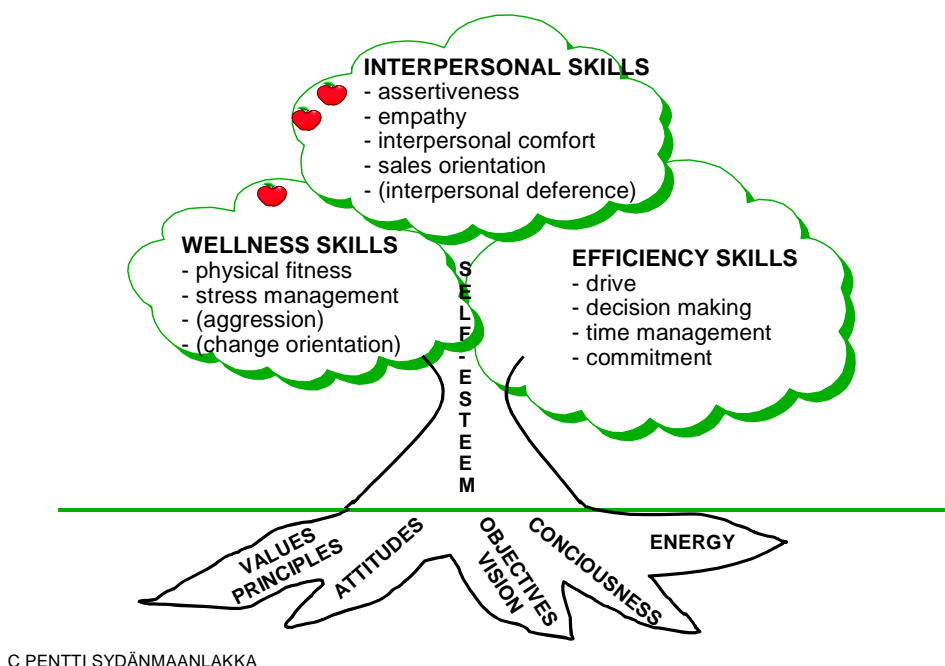 INTERPERSONAL SKILLS
- assertiveness
- empathy
- interpersonal comfort
- sales orientation
- (interpersonal deference)
WELLNESS SKILLS
- physical fitness
- stress management
- (aggression)
- (change orientation)
EFFICIENCY SKILLS
- drive
- decision making
- time management
- commitment
SELF-ESTEEM
VALUES
PRINCIPLES
ATTITUDES
OBJECTIVES
VISION
CONCIOUSNESS
ENERGY
C PENTTI SYDÄNMAANLAKKA